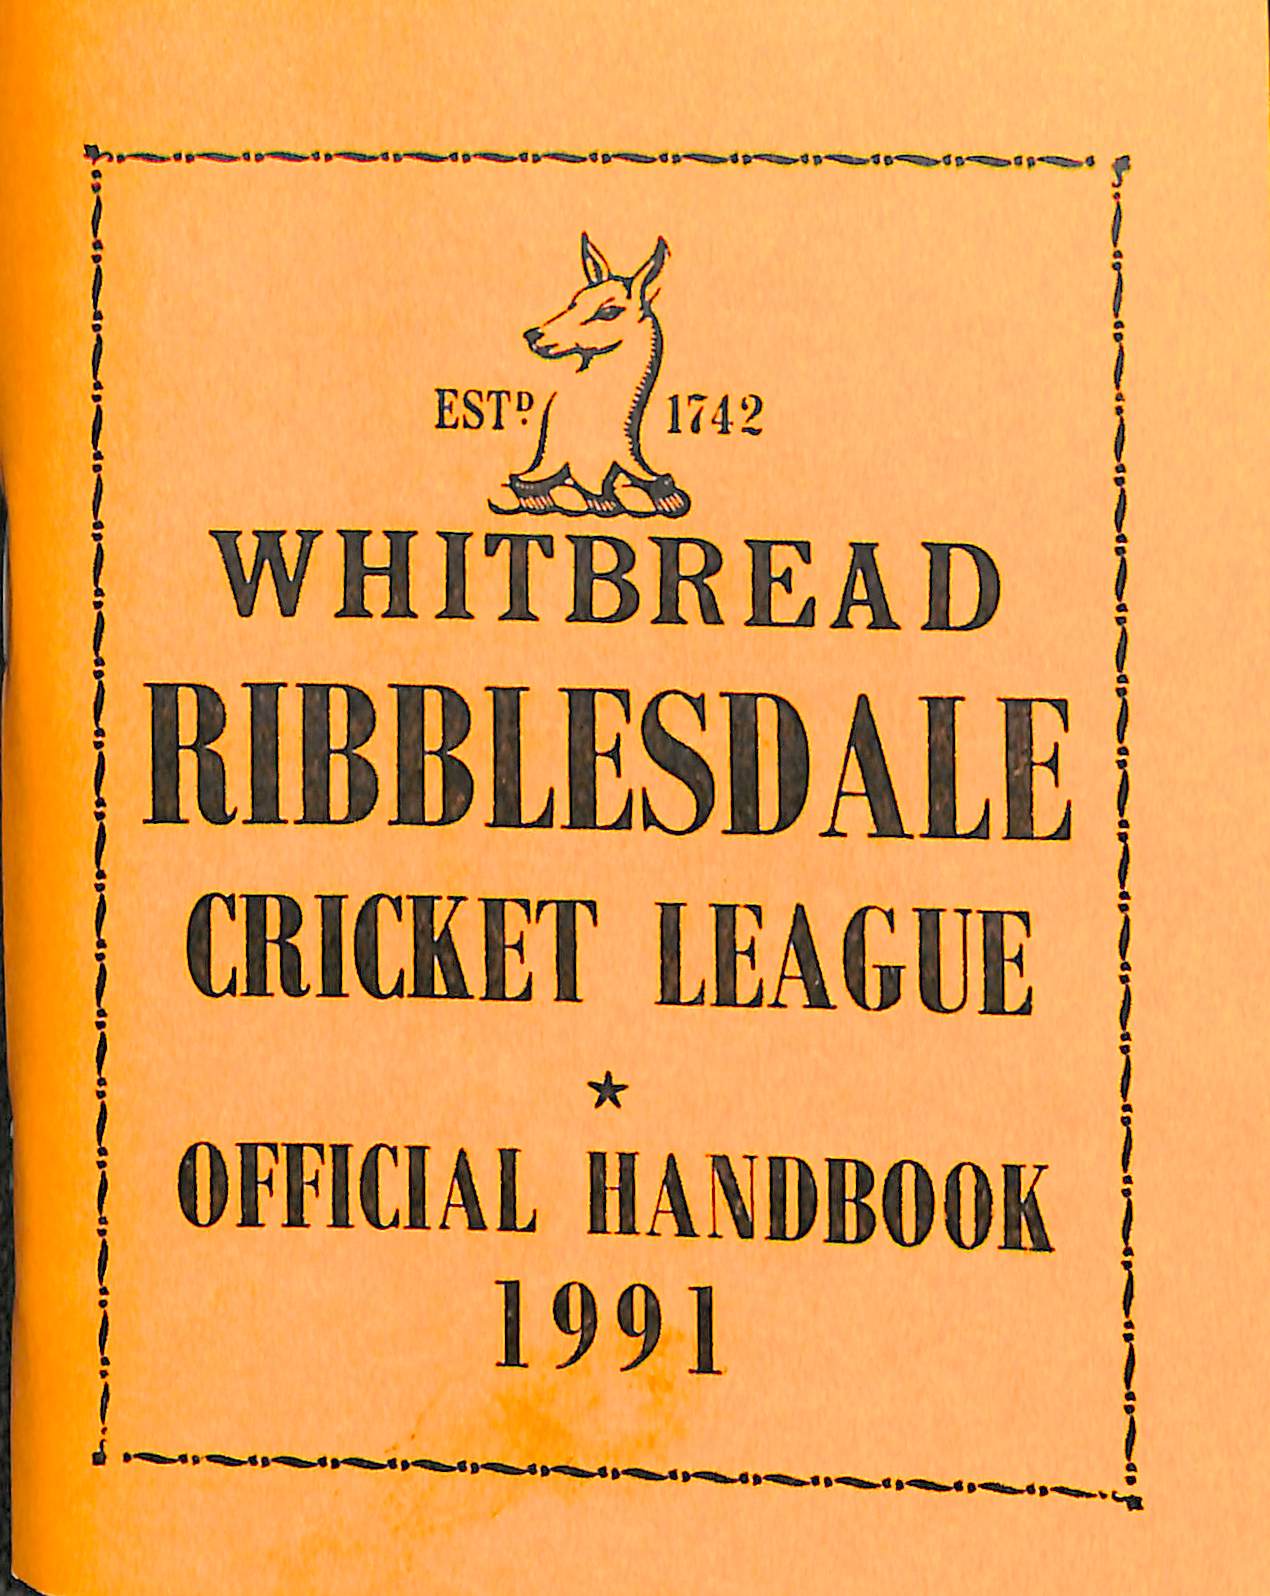 ESTᴰ. 1742
WHITBREAD
RIBBLESDALE
CRICKET LEAGUE
★
OFFICIAL HANDBOOK
1991